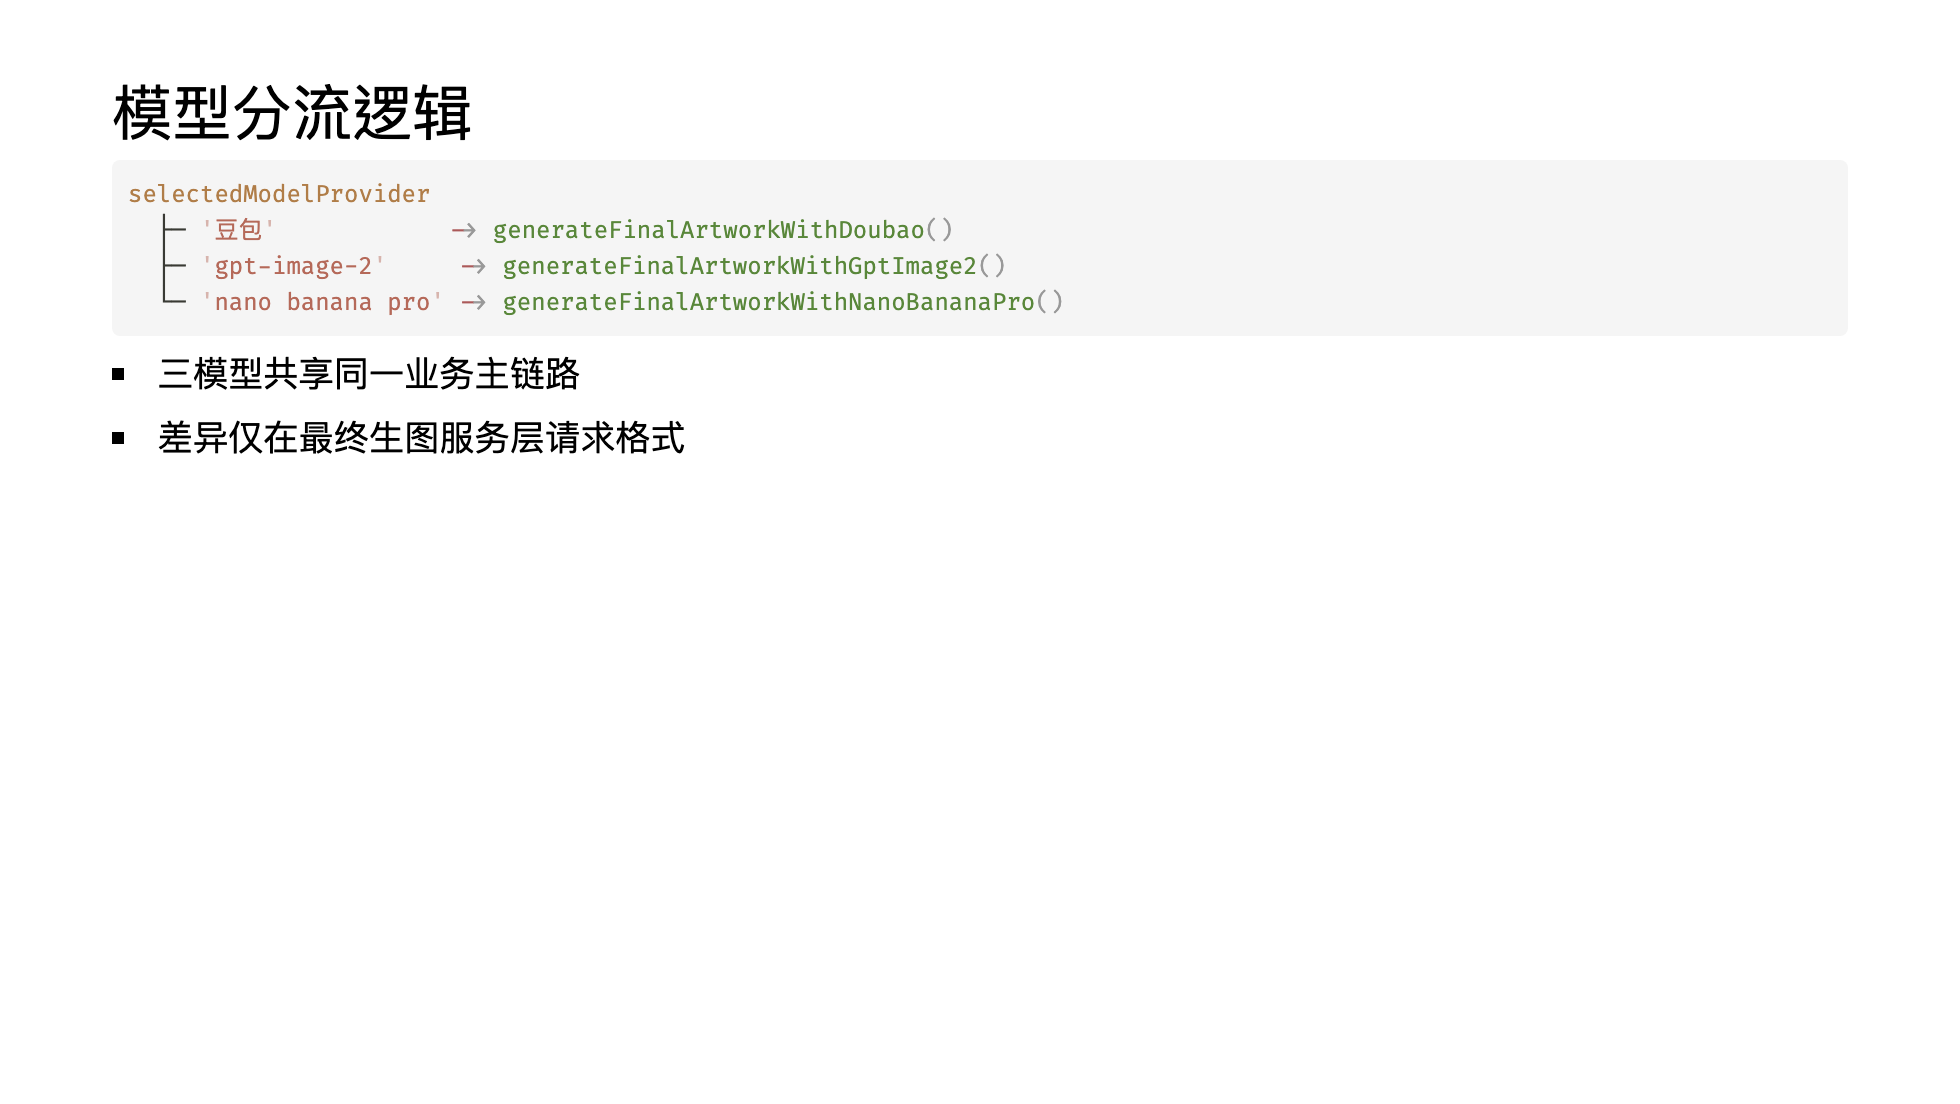 模型分流逻辑
selectedModelProvider
├─ '豆包' -> generateFinalArtworkWithDoubao()
├─ 'gpt-image-2' -> generateFinalArtworkWithGptImage2()
└─ 'nano banana pro' -> generateFinalArtworkWithNanoBananaPro()
▪ 三模型共享同一业务主链路
▪ 差异仅在最终生图服务层请求格式